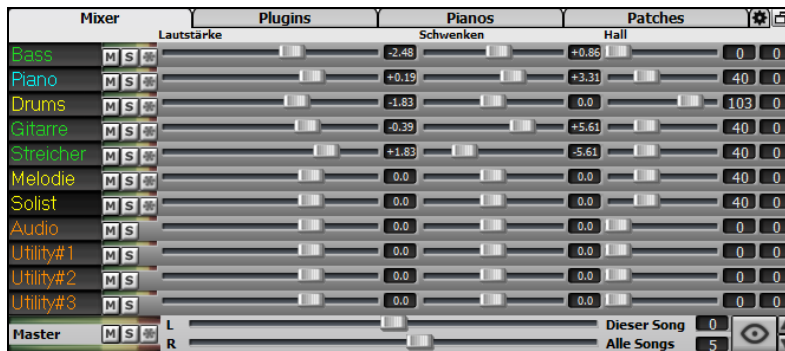 Mixer Plugins Pianos Patches
Lautstärke Schwenken Hall
Bass M S -2.48 +0.86 0 0
Piano M S +0.19 +3.31 40 0
Drums M S -1.83 0.0 103 0
Gitarre M S -0.39 +5.61 40 0
Streicher M S +1.83 -5.61 40 0
Melodie M S 0.0 0.0 40 0
Solist M S 0.0 0.0 40 0
Audio M S 0.0 0.0 0 0
Utility#1 M S 0.0 0.0 0 0
Utility#2 M S 0.0 0.0 0 0
Utility#3 M S 0.0 0.0 0 0
Master M S L Dieser Song 0
R Alle Songs 5